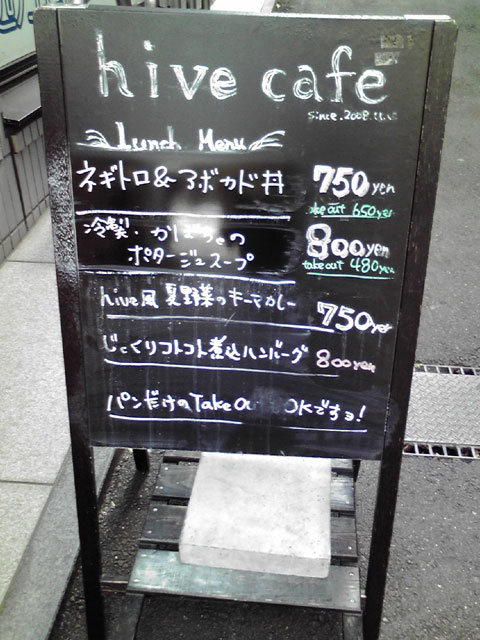 hive cafe
since.2008.11.
Lunch Menu
ネギトロ&アボカド丼 750yen
take out 650yen
冷製・かぼちゃの
ポタージュスープ 800yen
take out 480yen
hive風 夏野菜のキーマカレー 750yen
じっくりコトコト煮込ハンバーグ 800yen
パンだけのTake Ou OKですョ!